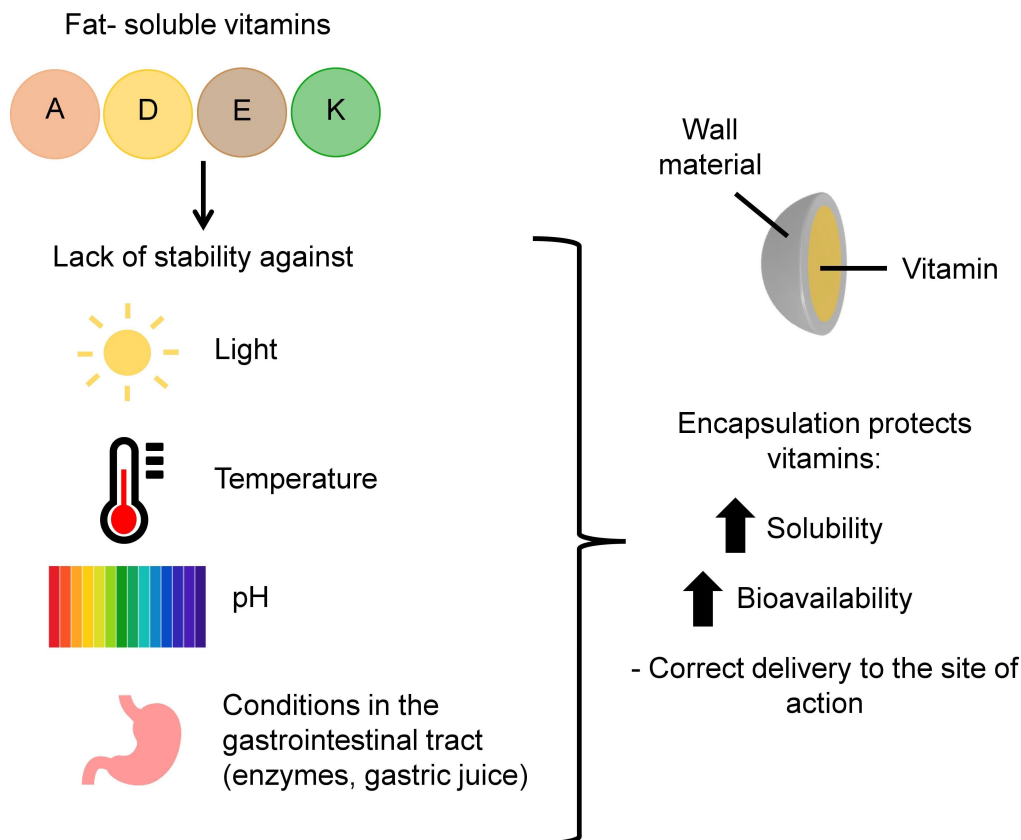 Fat- soluble vitamins
A D E K
Lack of stability against
Light
Temperature
pH
Conditions in the
gastrointestinal tract
(enzymes, gastric juice)
Wall
material
Vitamin
Encapsulation protects
vitamins:
Solubility
Bioavailability
- Correct delivery to the site of
action